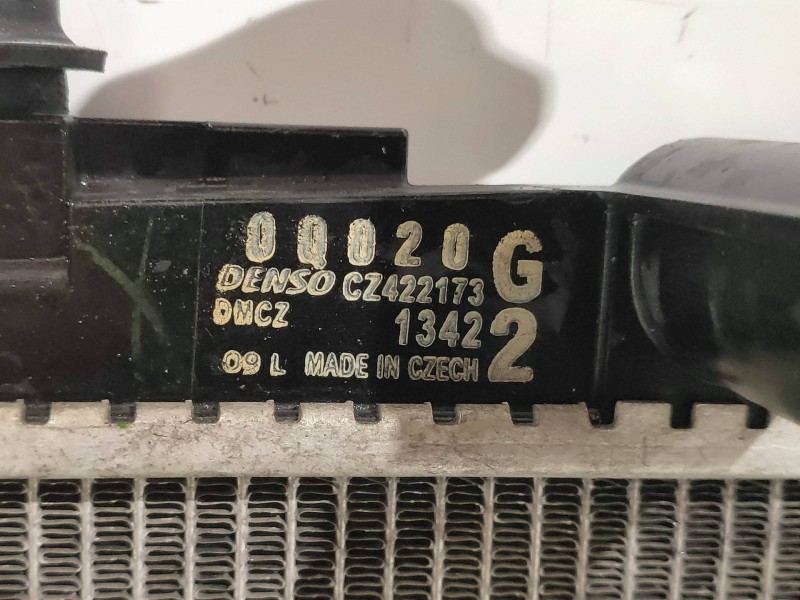 0Q020 G
DENSO CZ422173
DMCZ 1342 2
09 L MADE IN CZECH